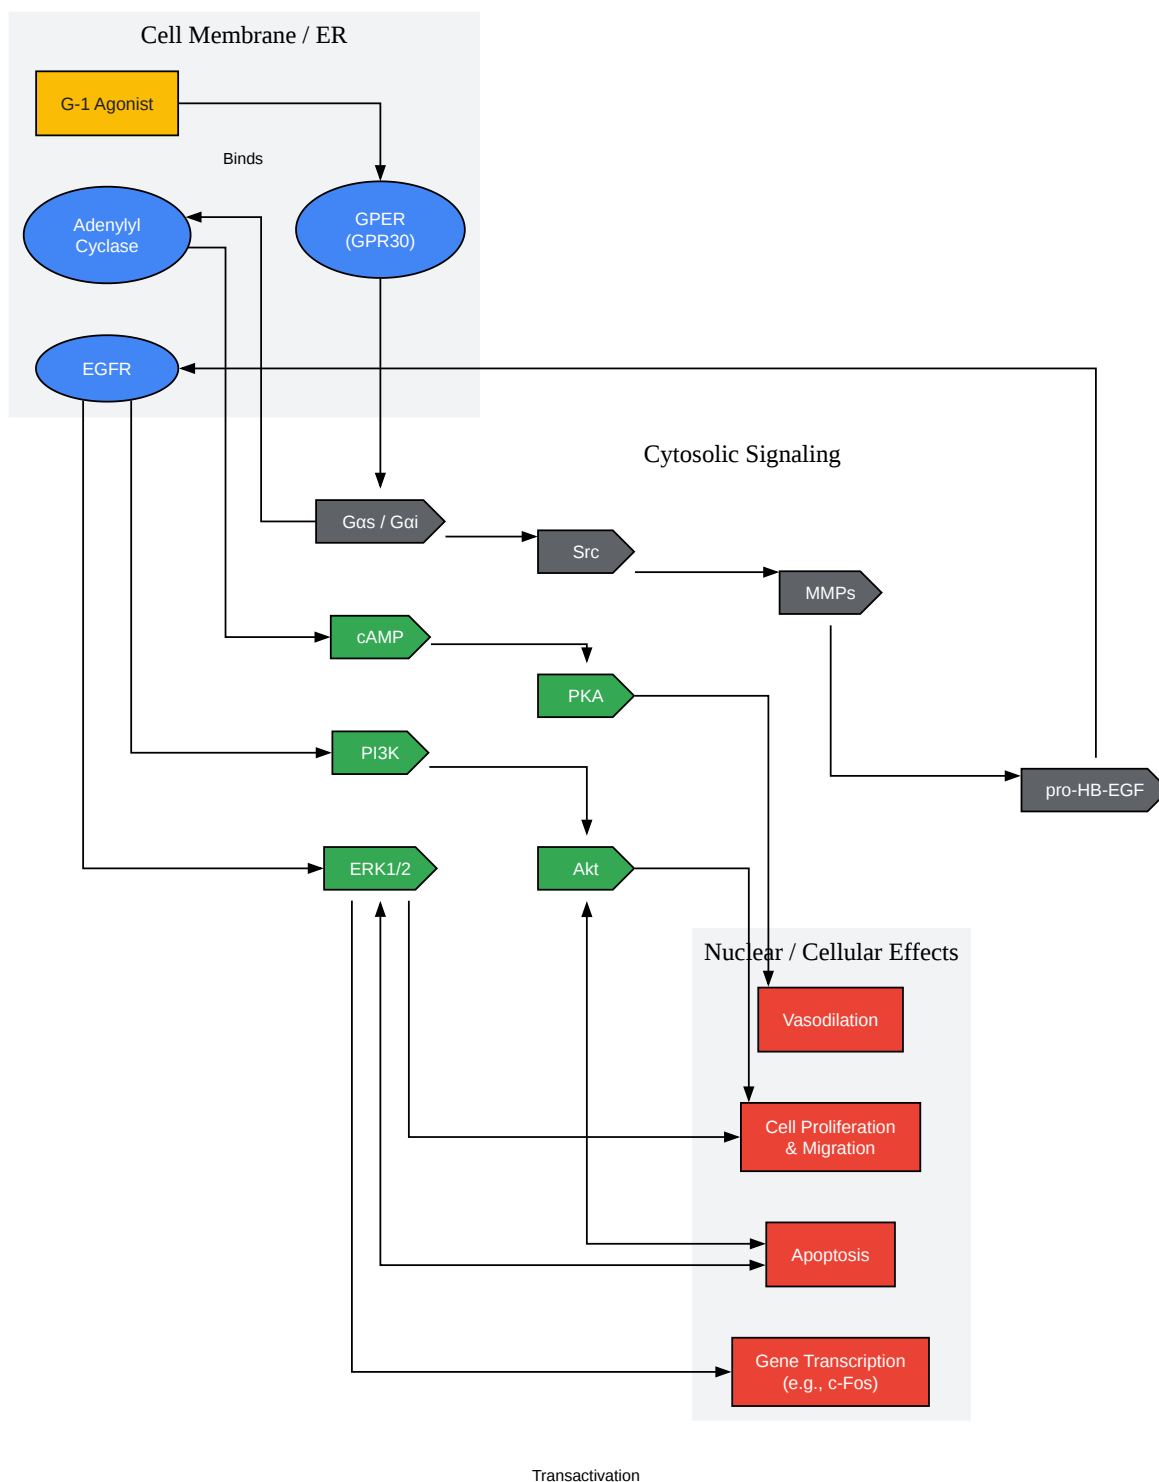 Cell Membrane / ER
G-1 Agonist
Binds
Adenylyl
Cyclase
GPER
(GPR30)
EGFR
Cytosolic Signaling
Gαs / Gαi
Src
MMPs
cAMP
PKA
PI3K
pro-HB-EGF
ERK1/2
Akt
Nuclear / Cellular Effects
Vasodilation
Cell Proliferation
& Migration
Apoptosis
Gene Transcription
(e.g., c-Fos)
Transactivation